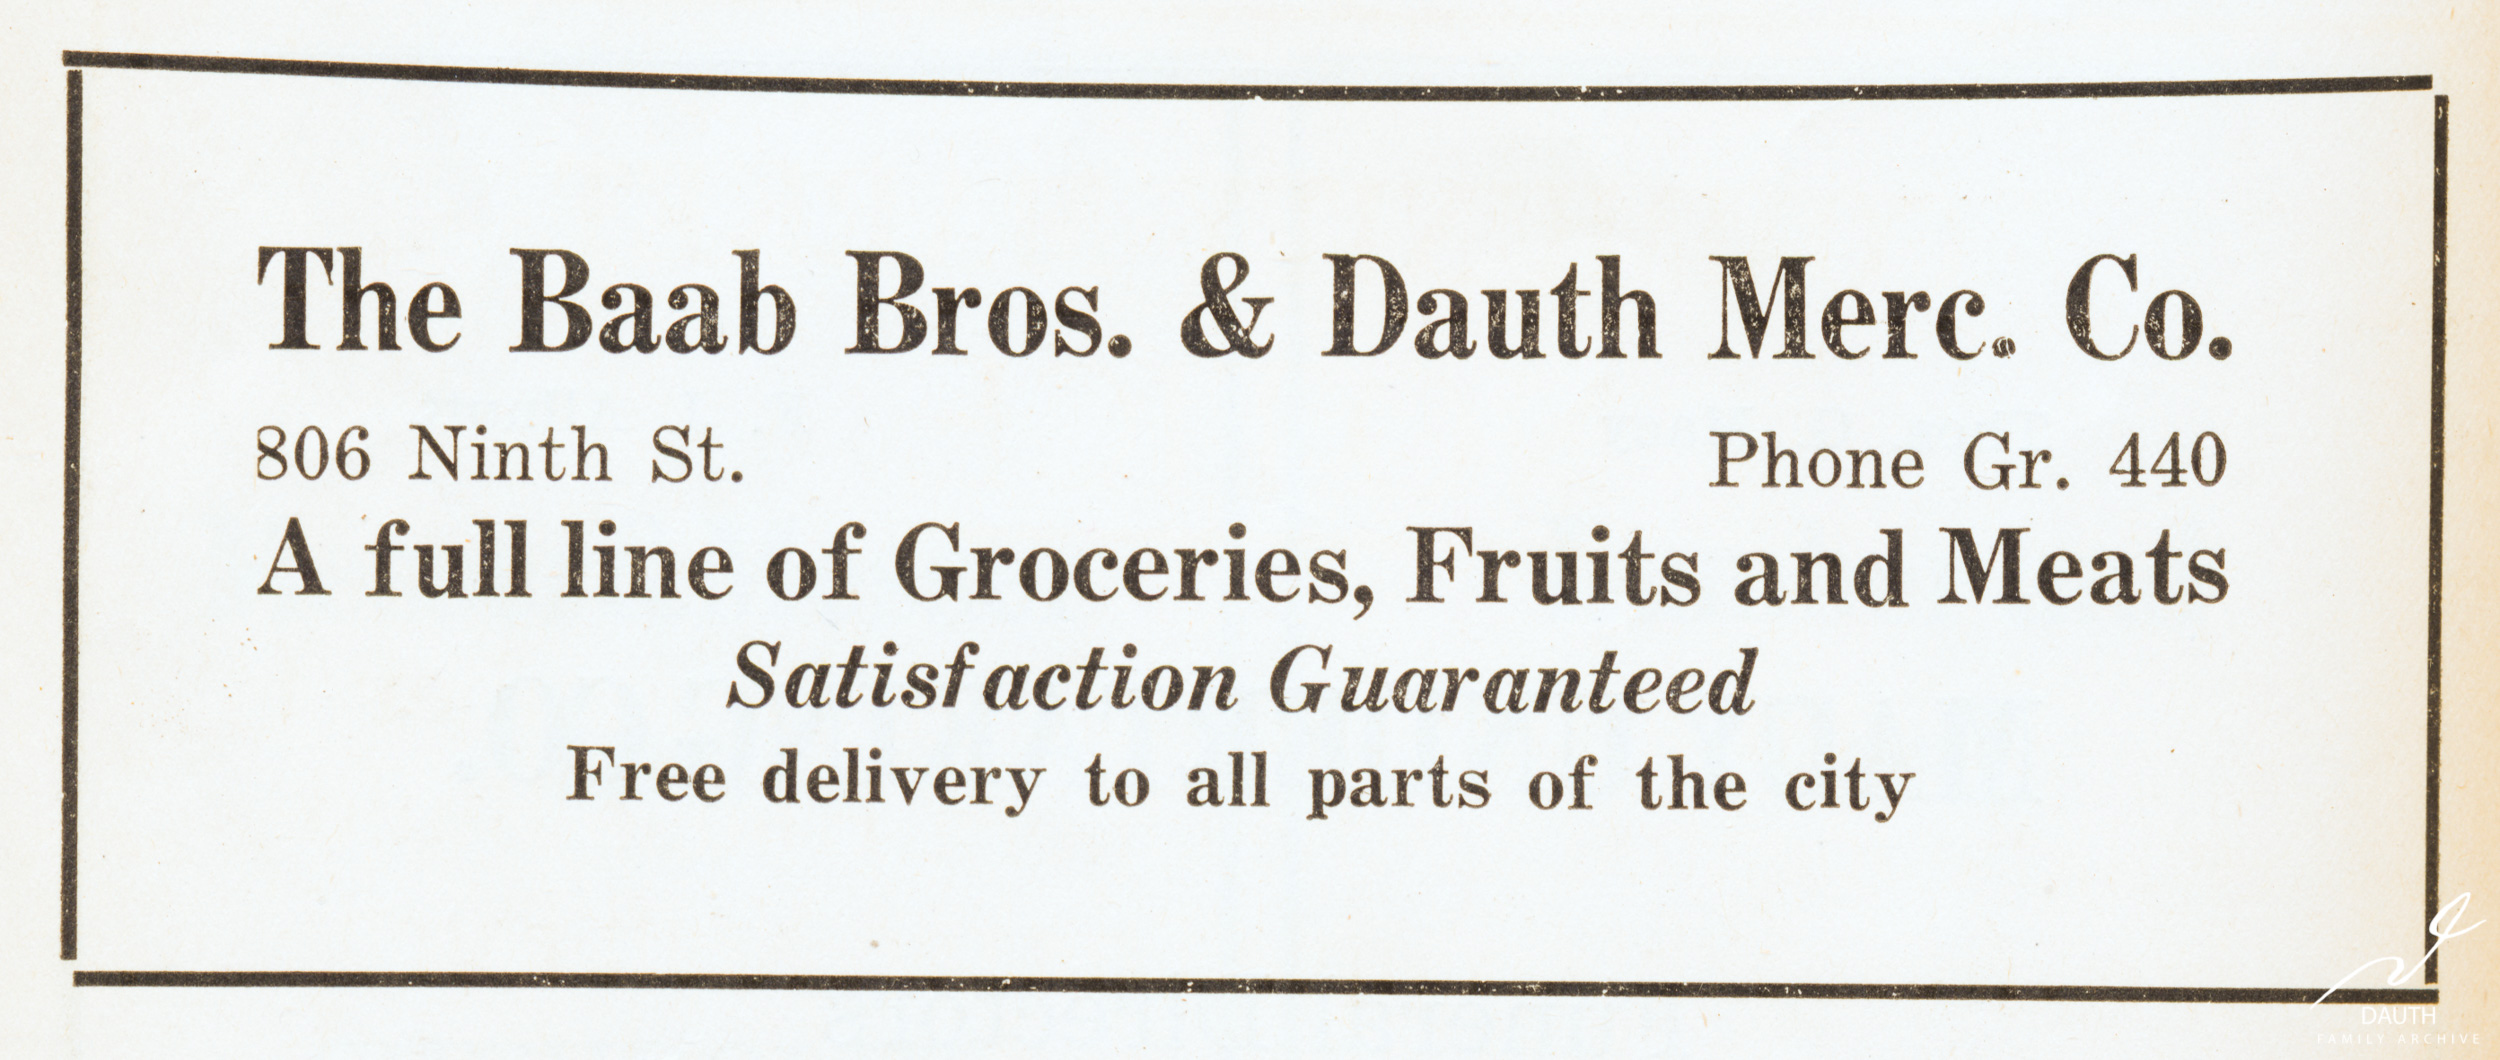 The Baab Bros. & Dauth Merc. Co.
806 Ninth St. Phone Gr. 440
A full line of Groceries, Fruits and Meats
Satisfaction Guaranteed
Free delivery to all parts of the city
DAUTH
FAMILY ARCHIVE